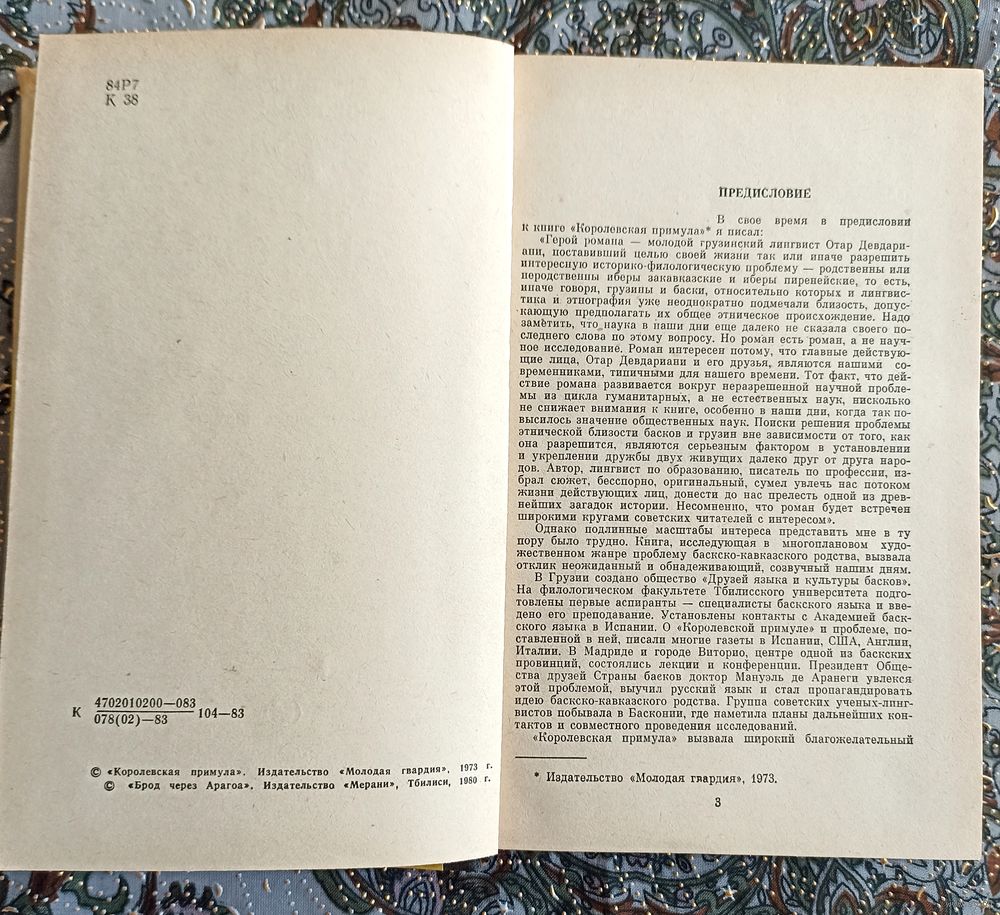 84Р7
К 38
К 4702010200—083 104—83
078(02)—83
© «Королевская примула». Издательство «Молодая гвардия», 1973 г.
© «Брод через Арагоа». Издательство «Мерани», Тбилиси, 1980 г.
ПРЕДИСЛОВИЕ
В свое время в предисловий
к книге «Королевская примула»* я писал:
«Герой романа — молодой грузинский лингвист Отар Девдари-
ани, поставивший целью своей жизни так или иначе разрешить
интересную историко-филологическую проблему — родственны или
неродственны иберы закавказские и иберы пиренейские, то есть,
иначе говоря, грузины и баски, относительно которых и лингвис-
тика и этнография уже неоднократно подмечали близость, допус-
кающую предполагать их общее этническое происхождение. Надо
заметить, что наука в наши дни еще далеко не сказала своего по-
следнего слова по этому вопросу. Но роман есть роман, а не науч-
ное исследование. Роман интересен потому, что главные действую-
щие лица, Отар Девдариани и его друзья, являются нашими со-
временниками, типичными для нашего времени. Тот факт, что дей-
ствие романа развивается вокруг неразрешенной научной пробле-
мы из цикла гуманитарных, а не естественных наук, нисколько
не снижает внимания к книге, особенно в наши дни, когда так по-
высилось значение общественных наук. Поиски решения проблемы
этнической близости басков и грузин вне зависимости от того, как
она разрешится, являются серьезным фактором в установлении
и укреплении дружбы двух живущих далеко друг от друга наро-
дов. Автор, лингвист по образованию, писатель по профессии, из-
брал сюжет, бесспорно, оригинальный, сумел увлечь нас потоком
жизни действующих лиц, донести до нас прелесть одной из древ-
нейших загадок истории. Несомненно, что роман будет встречен
широкими кругами советских читателей с интересом».
Однако подлинные масштабы интереса представить мне в ту
пору было трудно. Книга, исследующая в многоплановом худо-
жественном жанре проблему баскско-кавказского родства, вызвала
отклик неожиданный и обнадеживающий, созвучный нашим дням.
В Грузии создано общество «Друзей языка и культуры басков».
На филологическом факультете Тбилисского университета подго-
товлены первые аспиранты — специалисты баскского языка и вве-
дено его преподавание. Установлены контакты с Академией баск-
ского языка в Испании. О «Королевской примуле» и проблеме, по-
ставленной в ней, писали многие газеты в Испании, США, Англии,
Италии. В Мадриде и городе Виторио, центре одной из баскских
провинций, состоялись лекции и конференции. Президент Обще-
ства друзей Страны басков доктор Мануэль де Аранеги увлекся
этой проблемой, выучил русский язык и стал пропагандировать
идею баскско-кавказского родства. Группа советских ученых-линг-
вистов побывала в Басконии, где наметила планы дальнейших кон-
тактов и совместного проведения исследований.
«Королевская примула» вызвала широкий благожелательный
* Издательство «Молодая гвардия», 1973.
3